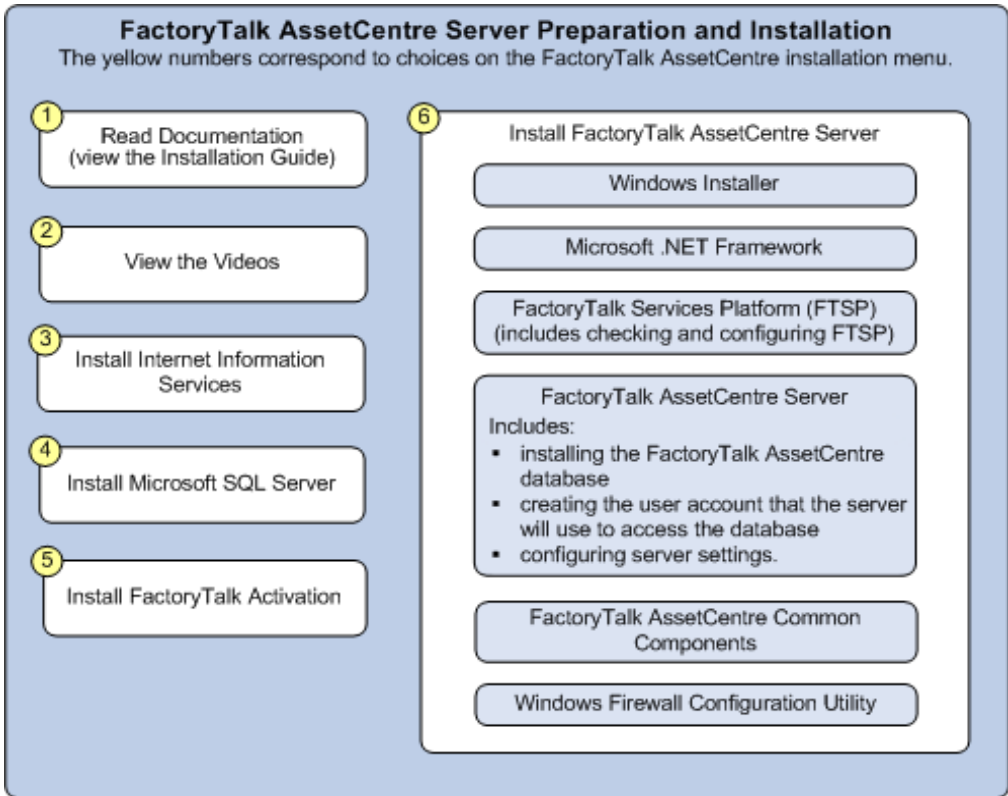 FactoryTalk AssetCentre Server Preparation and Installation
The yellow numbers correspond to choices on the FactoryTalk AssetCentre installation menu.
1
Read Documentation
(view the Installation Guide)
2
View the Videos
3
Install Internet Information
Services
4
Install Microsoft SQL Server
5
Install FactoryTalk Activation
6
Install FactoryTalk AssetCentre Server
Windows Installer
Microsoft .NET Framework
FactoryTalk Services Platform (FTSP)
(includes checking and configuring FTSP)
FactoryTalk AssetCentre Server
Includes:
▪ installing the FactoryTalk AssetCentre
database
▪ creating the user account that the server
will use to access the database
▪ configuring server settings.
FactoryTalk AssetCentre Common
Components
Windows Firewall Configuration Utility